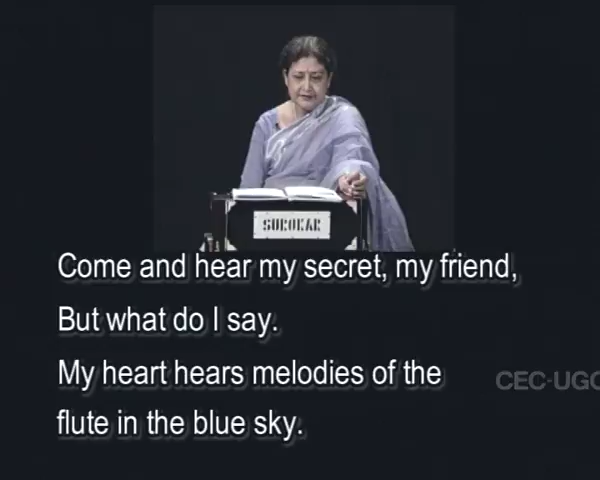 SUROKAR
Come and hear my secret, my friend,
But what do I say.
My heart hears melodies of the
CEC-UGC
flute in the blue sky.